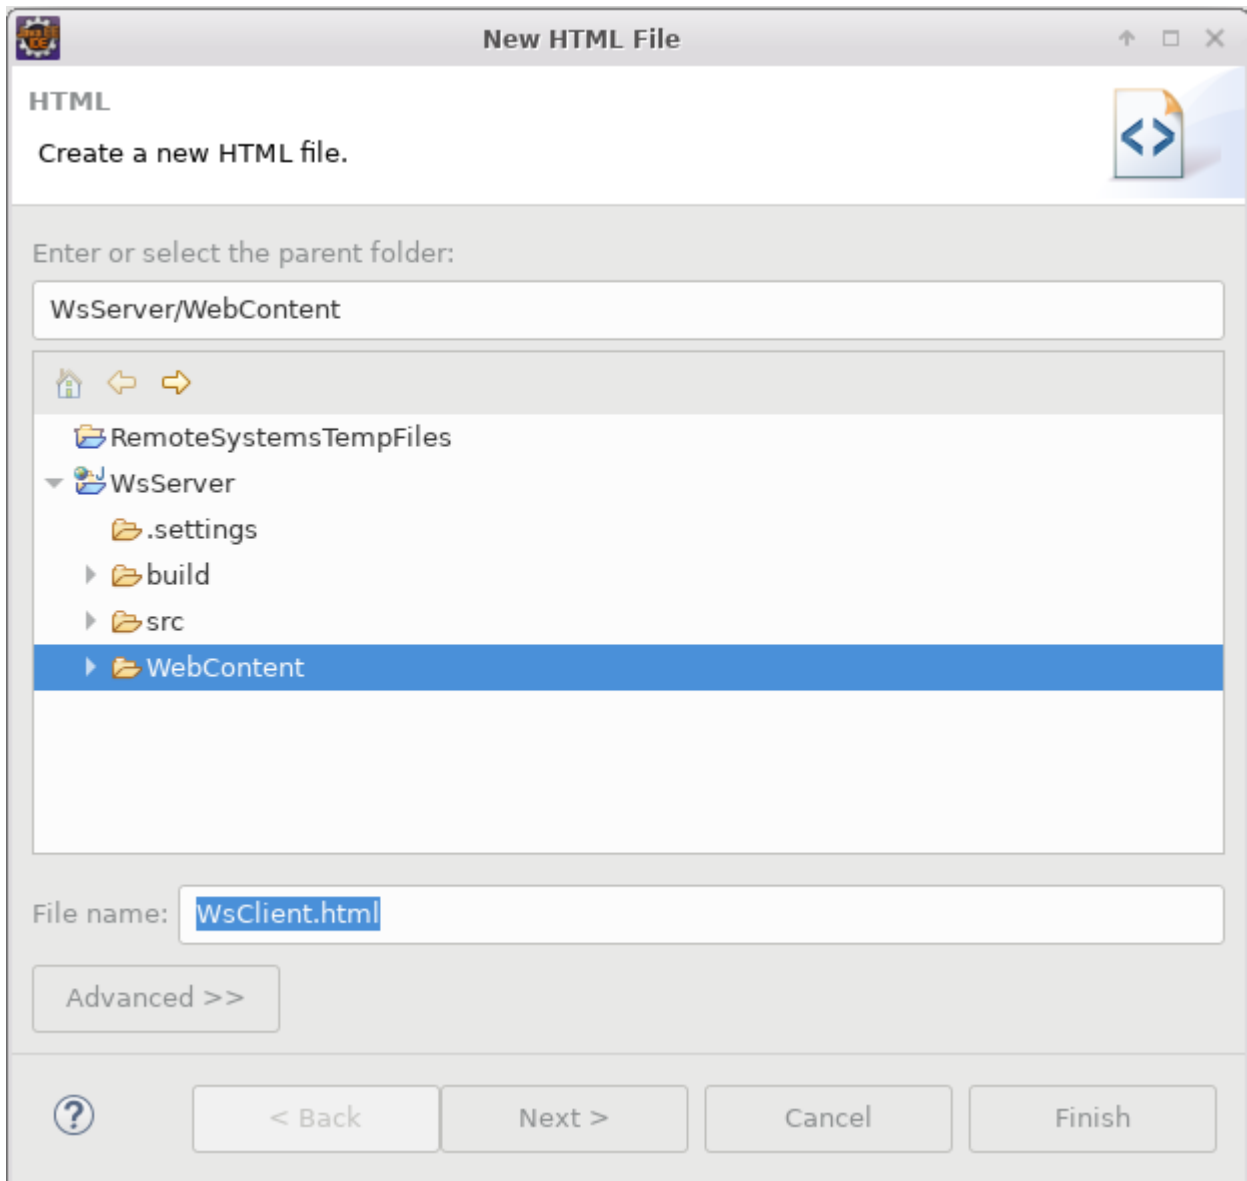 New HTML File
HTML
Create a new HTML file.
Enter or select the parent folder:
WsServer/WebContent
RemoteSystemsTempFiles
WsServer
.settings
build
src
WebContent
File name: WsClient.html
Advanced >>
< Back Next > Cancel Finish